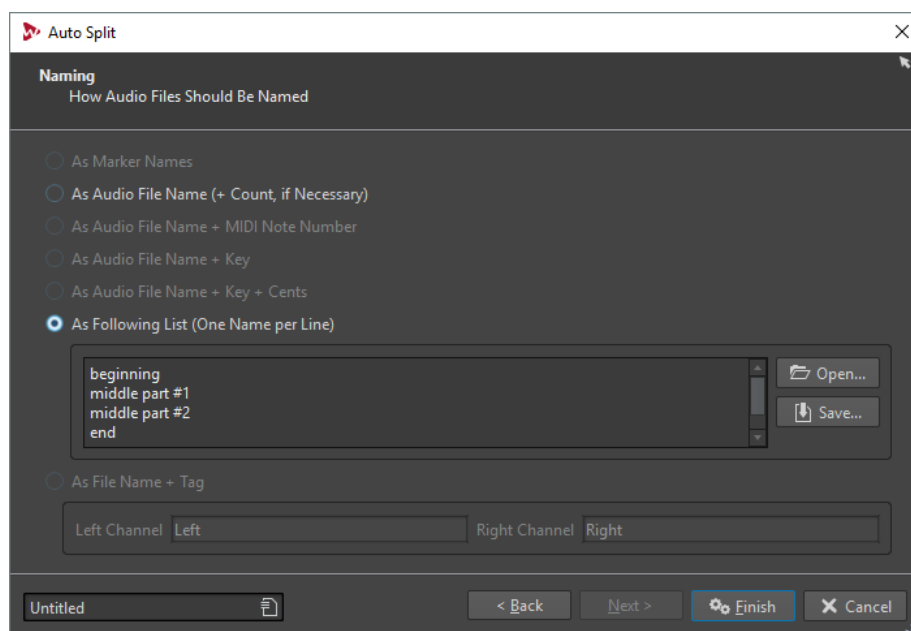 Auto Split
Naming
How Audio Files Should Be Named
As Marker Names
As Audio File Name (+ Count, if Necessary)
As Audio File Name + MIDI Note Number
As Audio File Name + Key
As Audio File Name + Key + Cents
As Following List (One Name per Line)
beginning
middle part #1
middle part #2
end
Open...
Save...
As File Name + Tag
Left Channel Left Right Channel Right
Untitled < Back Next > Finish Cancel